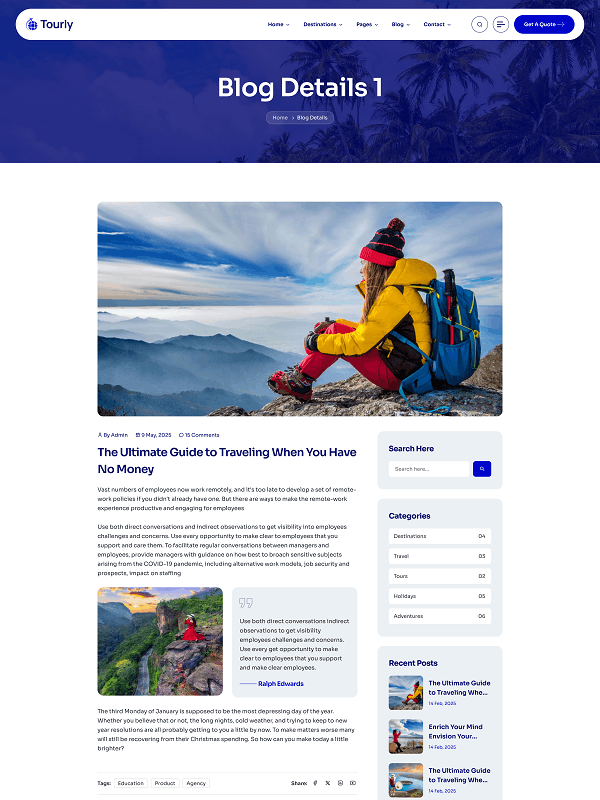 Tourly
Home Destinations Pages Blog Contact
Get A Quote
Blog Details 1
Home > Blog Details
By Admin 9 May, 2025 15 Comments
The Ultimate Guide to Traveling When You Have
No Money
Vast numbers of employees now work remotely, and it's too late to develop a set of remote-
work policies if you didn't already have one. But there are ways to make the remote-work
experience productive and engaging for employees
Use both direct conversations and indirect observations to get visibility into employees
challenges and concerns. Use every opportunity to make clear to employees that you
support and care them. To facilitate regular conversations between managers and
employees, provide managers with guidance on how best to broach sensitive subjects
arising from the COVID-19 pandemic, including alternative work models, job security and
prospects, impact on staffing
Use both direct conversations indirect
observations to get visibility
employees challenges and concerns.
Use every get opportunity to make
clear to employees that you support
and make clear employees.
Ralph Edwards
The third Monday of January is supposed to be the most depressing day of the year.
Whether you believe that or not, the long nights, cold weather, and trying to keep to new
year resolutions are all probably getting to you a little by now. To make matters worse many
will still be recovering from their Christmas spending. So how can you make today a little
brighter?
Tags: Education Product Agency
Share:
Search Here
Search here...
Categories
Destinations 04
Travel 03
Tours 02
Holidays 05
Adventures 06
Recent Posts
The Ultimate Guide
to Traveling Whe...
14 Feb, 2025
Enrich Your Mind
Envision Your...
14 Feb, 2025
The Ultimate Guide
to Traveling Whe...
14 Feb, 2025